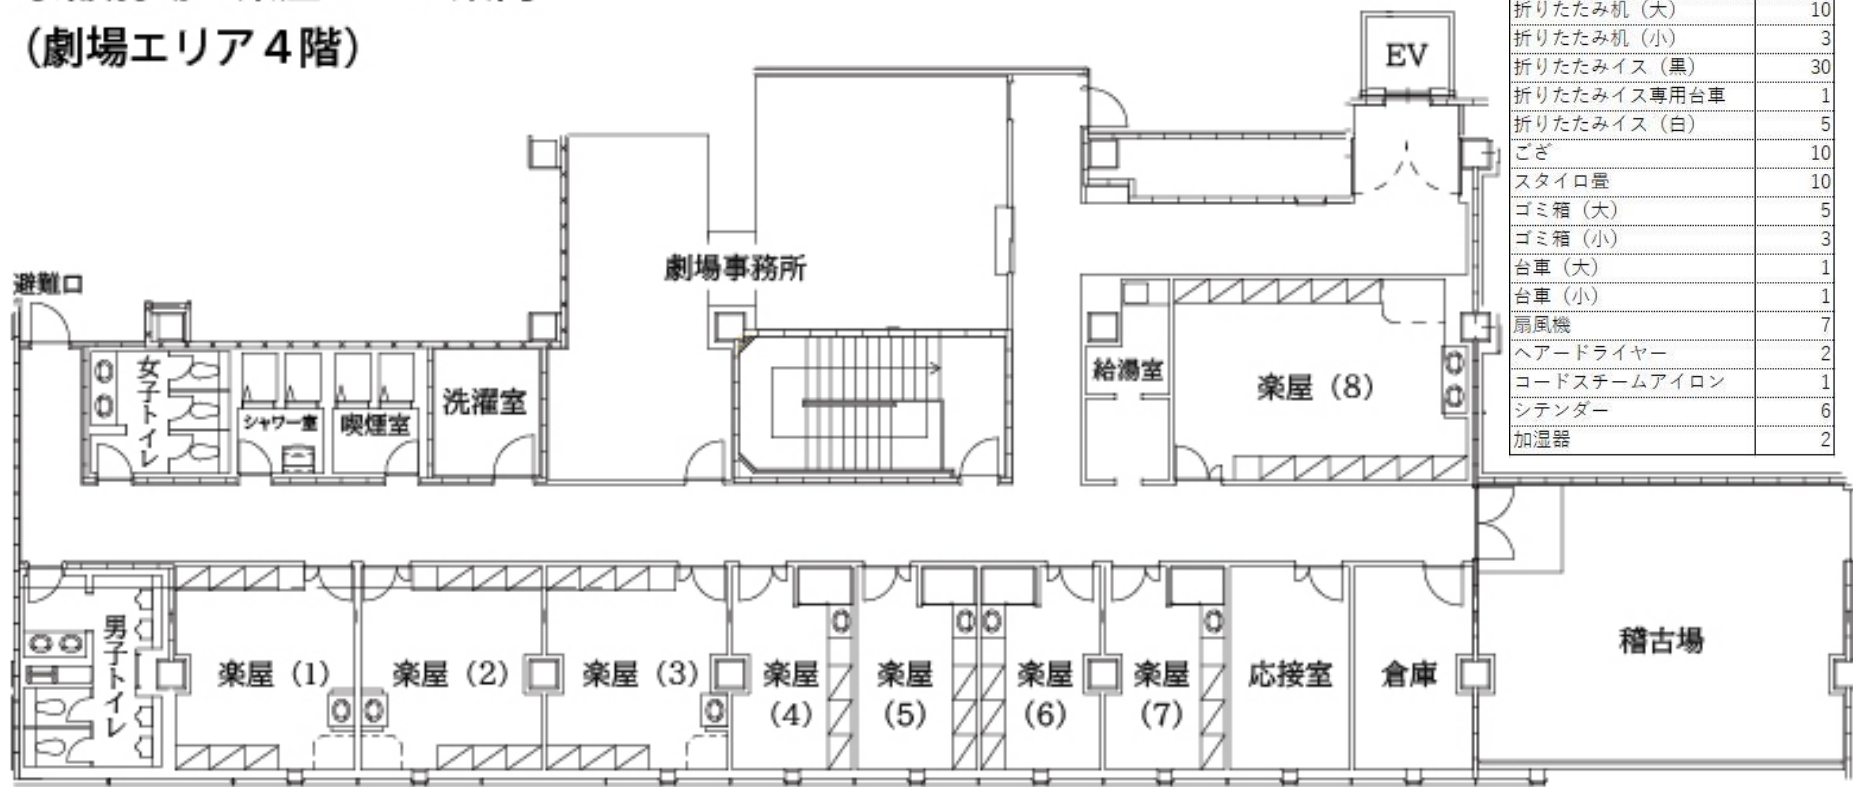 （劇場エリア４階）
EV
折りたたみ机（大） 10
折りたたみ机（小） 3
折りたたみイス（黒） 30
折りたたみイス専用台車 1
折りたたみイス（白） 5
ござ 10
スタイロ畳 10
ゴミ箱（大） 5
ゴミ箱（小） 3
台車（大） 1
台車（小） 1
扇風機 7
ヘアードライヤー 2
コードスチームアイロン 1
シテンダー 6
加湿器 2
避難口
劇場事務所
女子トイレ
シャワー室
喫煙室
洗濯室
給湯室
楽屋（8）
男子トイレ
楽屋（1）
楽屋（2）
楽屋（3）
楽屋
（4）
楽屋
（5）
楽屋
（6）
楽屋
（7）
応接室
倉庫
稽古場